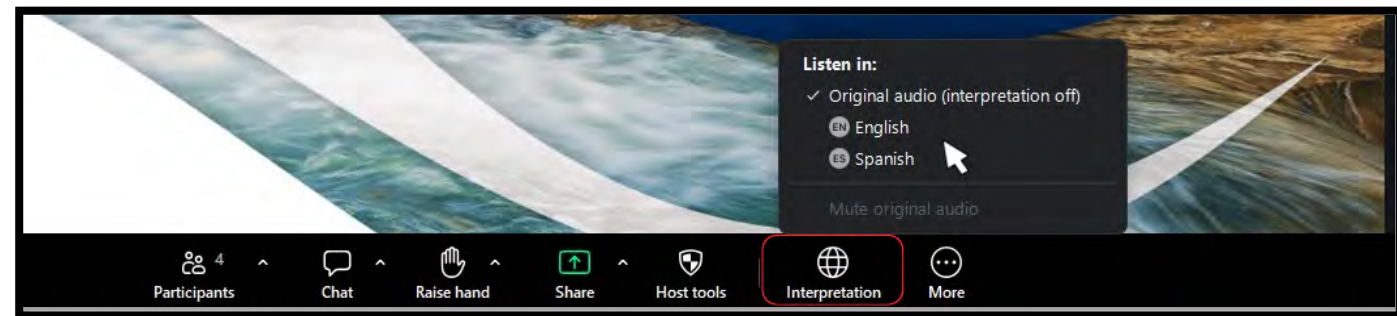 Listen in:
✓ Original audio (interpretation off)
EN English
ES Spanish
Mute original audio
4
Participants
Chat
Raise hand
Share
Host tools
Interpretation
More